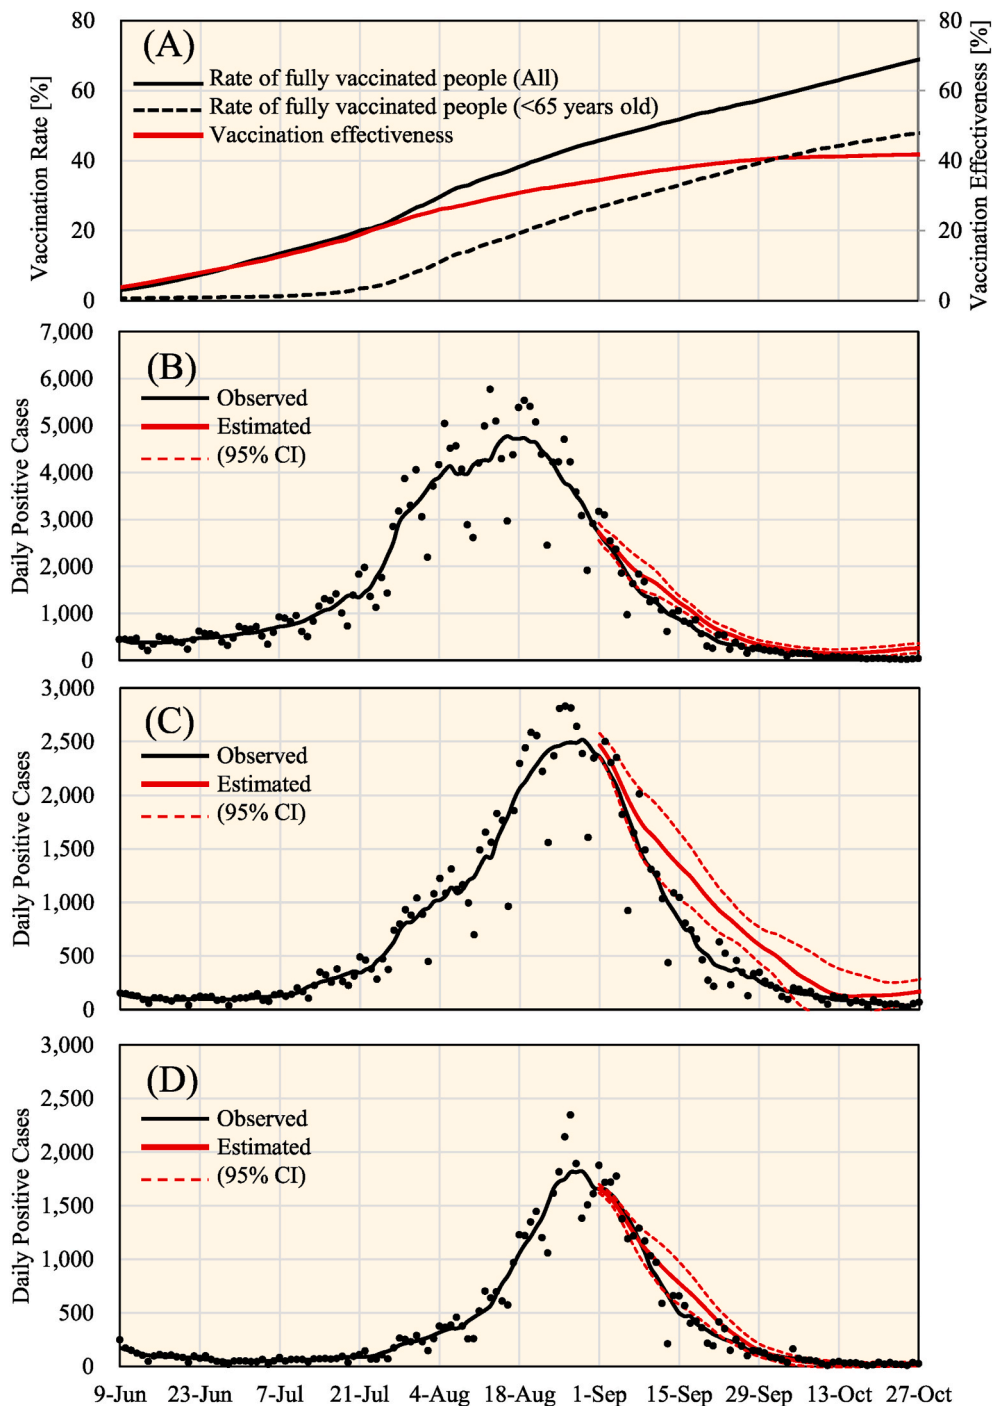 80
60
40
20
0
Vaccination Rate [%]
(A)
Rate of fully vaccinated people (All)
Rate of fully vaccinated people (<65 years old)
Vaccination effectiveness
80
60
40
20
0
Vaccination Effectiveness [%]
7,000
6,000
5,000
4,000
3,000
2,000
1,000
0
Daily Positive Cases
(B)
Observed
Estimated
(95% CI)
3,000
2,500
2,000
1,500
1,000
500
0
Daily Positive Cases
(C)
Observed
Estimated
(95% CI)
3,000
2,500
2,000
1,500
1,000
500
0
Daily Positive Cases
(D)
Observed
Estimated
(95% CI)
9-Jun 23-Jun 7-Jul 21-Jul 4-Aug 18-Aug 1-Sep 15-Sep 29-Sep 13-Oct 27-Oct